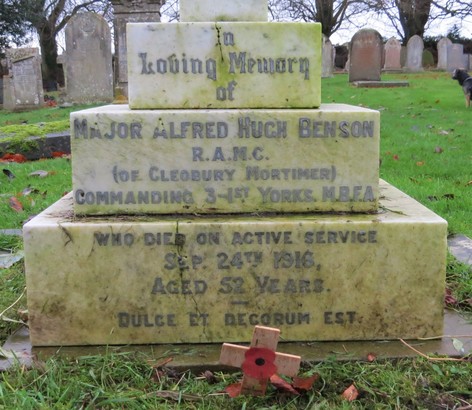 In
Loving Memory
of
MAJOR ALFRED HUGH BENSON
R.A.M.C.
(OF CLEOBURY MORTIMER)
COMMANDING 3-1ST YORKS. M.B.F.A.
WHO DIED ON ACTIVE SERVICE
SEP. 24TH 1916.
AGED 52 YEARS.
DULCE ET DECORUM EST.